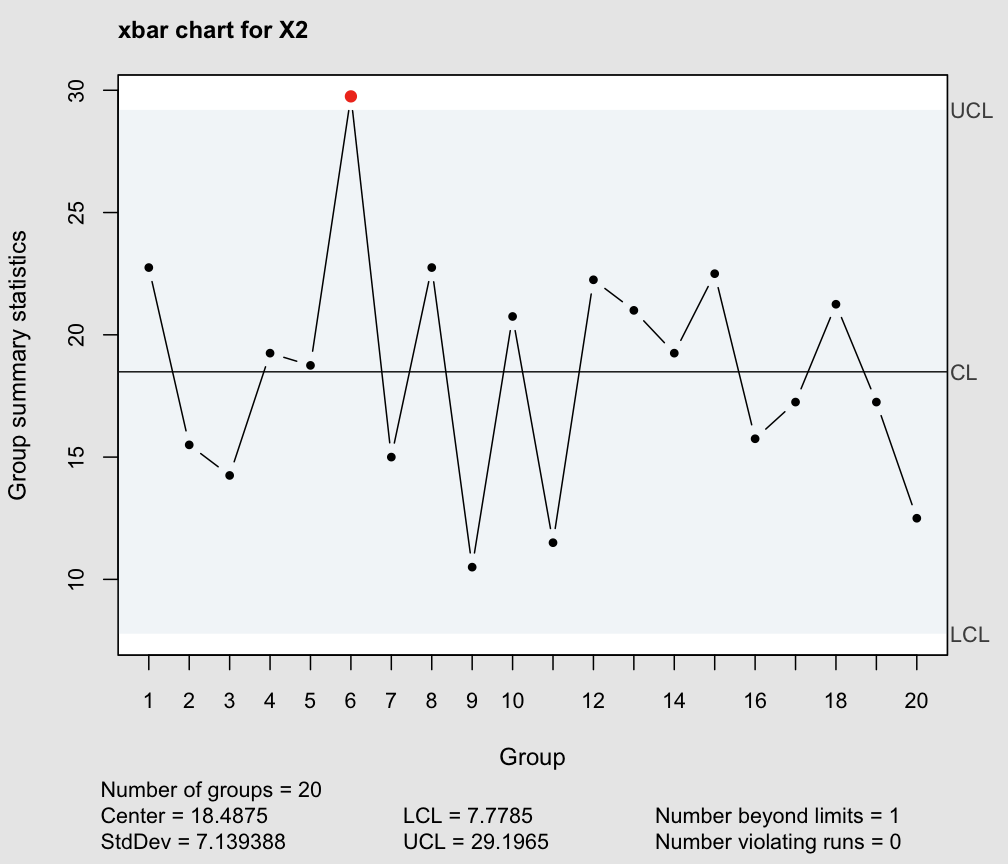 xbar chart for X2
30
25
20
15
10
Group summary statistics
UCL
CL
LCL
1 2 3 4 5 6 7 8 9 10 12 14 16 18 20
Group
Number of groups = 20
Center = 18.4875 LCL = 7.7785 Number beyond limits = 1
StdDev = 7.139388 UCL = 29.1965 Number violating runs = 0